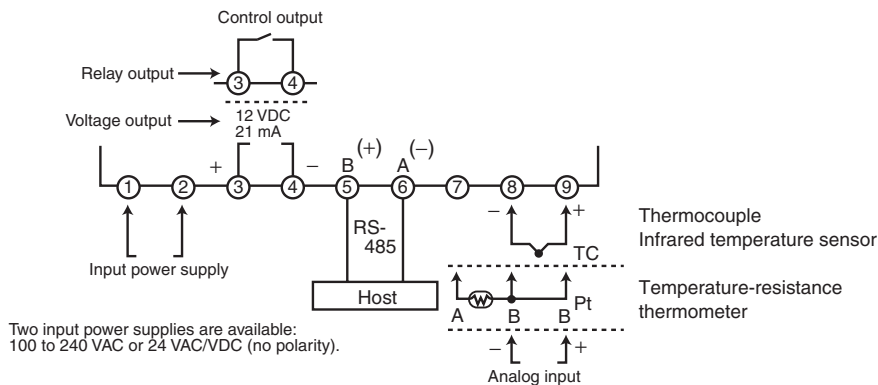 Control output
Relay output
3 4
Voltage output
12 VDC
21 mA
+ − B (+) A (−)
1 2 3 4 5 6 7 8 9
− +
RS-
485
Thermocouple
Infrared temperature sensor
TC
Input power supply
Host
A B B Pt
Temperature-resistance
thermometer
Two input power supplies are available:
100 to 240 VAC or 24 VAC/VDC (no polarity).
− +
Analog input